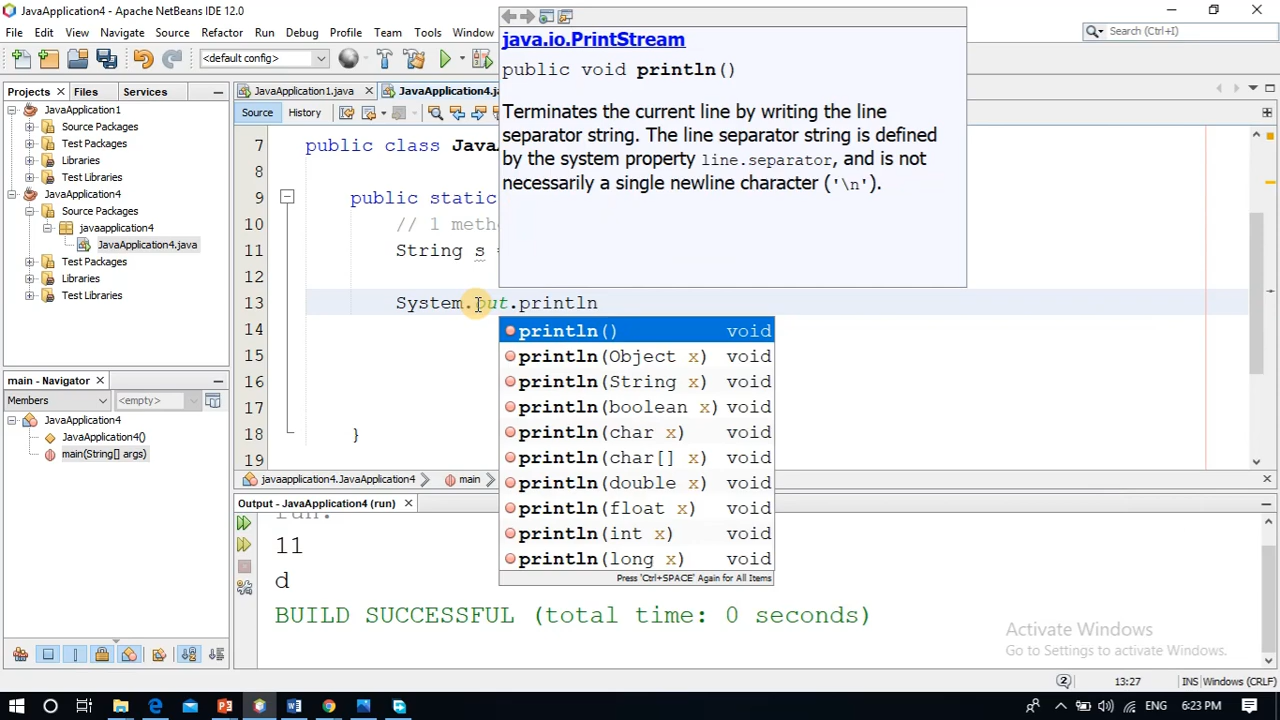 JavaApplication4 - Apache NetBeans IDE 12.0
File Edit View Navigate Source Refactor Run Debug Profile Team Tools Window
Search (Ctrl+I)
<default config>
Projects Files Services
JavaApplication1
Source Packages
Test Packages
Libraries
Test Libraries
JavaApplication4
Source Packages
javaapplication4
JavaApplication4.java
Test Packages
Libraries
Test Libraries
main - Navigator
Members <empty>
JavaApplication4
JavaApplication4()
main(String[] args)
JavaApplication1.java JavaApplication4.ja
Source History
7 public class Java
8
9 public static
10 // 1 metho
11 String s =
12
13 System.out.println
14
15
16
17
18 }
19
java.io.PrintStream
public void println()
Terminates the current line by writing the line
separator string. The line separator string is defined
by the system property line.separator, and is not
necessarily a single newline character ('\n').
println() void
println(Object x) void
println(String x) void
println(boolean x) void
println(char x) void
println(char[] x) void
println(double x) void
println(float x) void
println(int x) void
println(long x) void
Press 'Ctrl+SPACE' Again for All Items
javaapplication4.JavaApplication4 main
Output - JavaApplication4 (run)
run:
11
d
BUILD SUCCESSFUL (total time: 0 seconds)
Activate Windows
Go to Settings to activate Windows.
2 13:27 INS Windows (CRLF)
ENG 6:23 PM